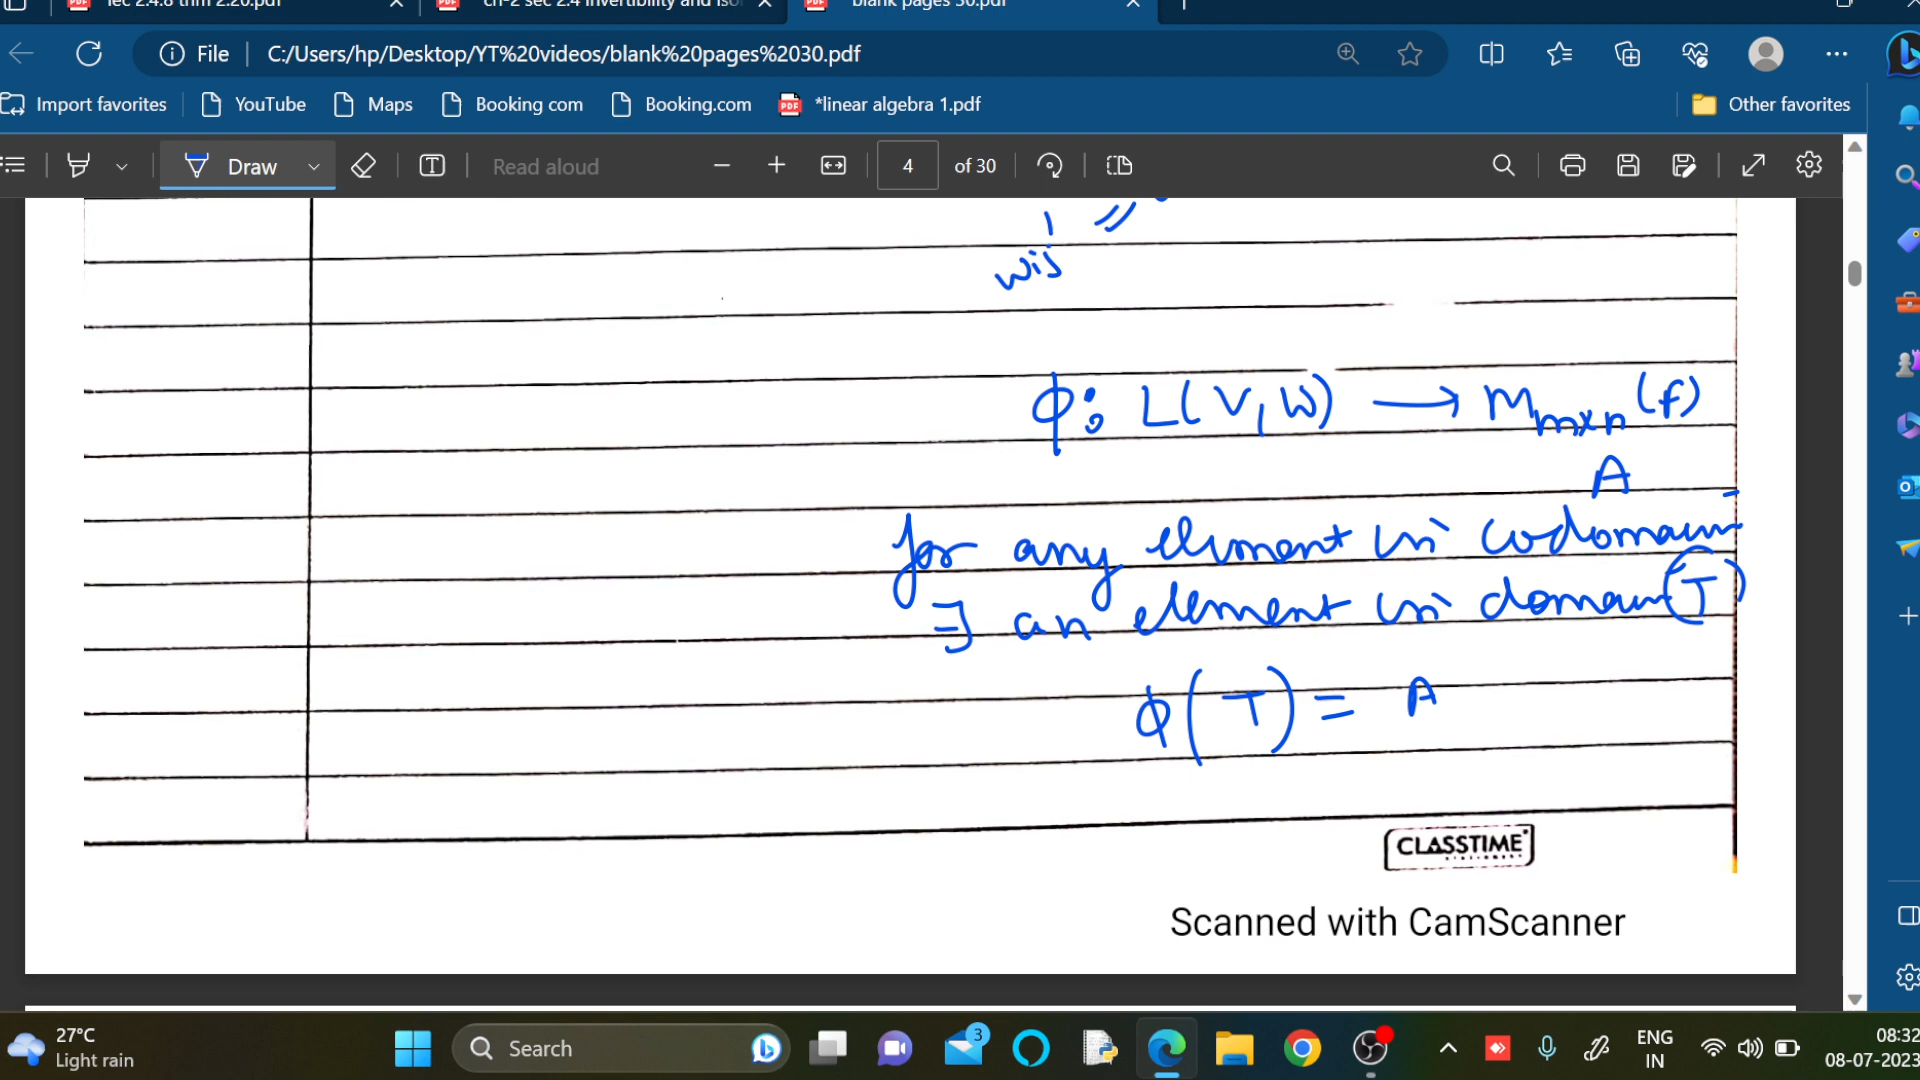 lec 2.4.8 thm 2.20.pdf
ch-2 sec 2.4 invertibility and iso
blank pages 30.pdf
File C:/Users/hp/Desktop/YT%20videos/blank%20pages%2030.pdf
Import favorites YouTube Maps Booking com Booking.com *linear algebra 1.pdf Other favorites
Draw Read aloud 4 of 30
wij
ϕ: L(V, W) → Mm×n (f)
A
for any element in codomain
∃ an element in domain (T)
ϕ(T) = A
CLASSTIME
Scanned with CamScanner
27°C
Light rain
Search
3
ENG
IN
08:32
08-07-2023